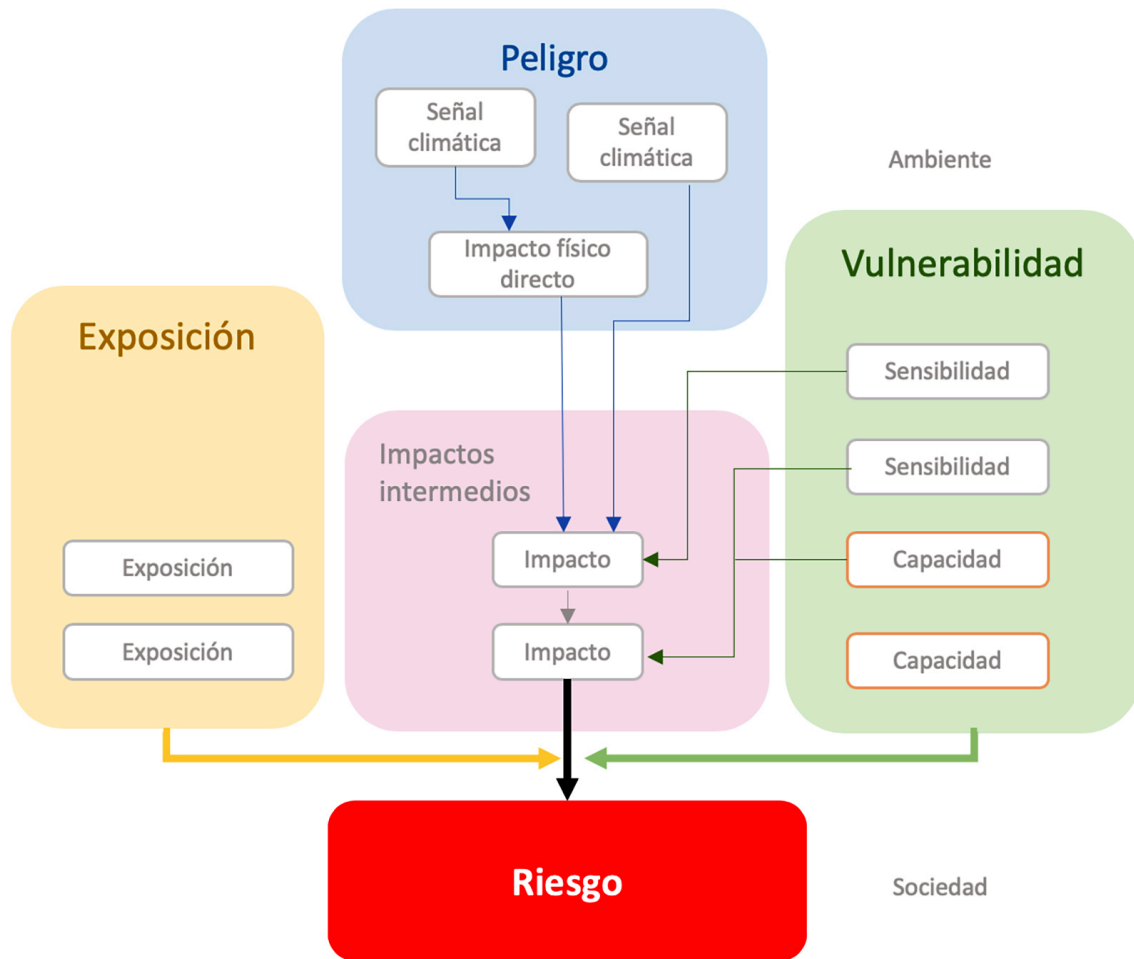 Peligro
Señal
climática
Señal
climática
Impacto físico
directo
Ambiente
Vulnerabilidad
Sensibilidad
Sensibilidad
Capacidad
Capacidad
Exposición
Exposición
Exposición
Impactos
intermedios
Impacto
Impacto
Riesgo
Sociedad